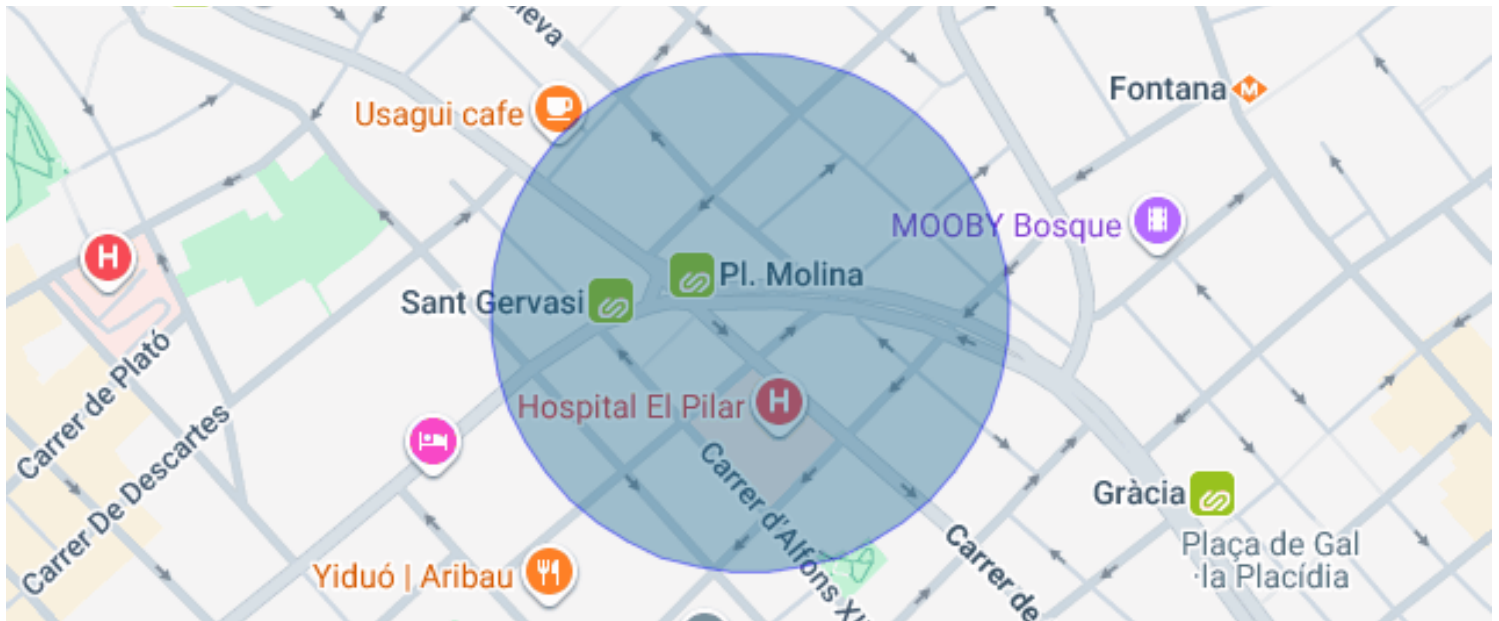 Fontana
M
Usagui cafe
MOOBY Bosque
H
Pl. Molina
Sant Gervasi
Carrer de Plató
Hospital El Pilar
H
Carrer De Descartes
Carrer d'Alfons XI
Gràcia
Carrer de
Plaça de Gal
·la Placídia
Yiduó | Aribau